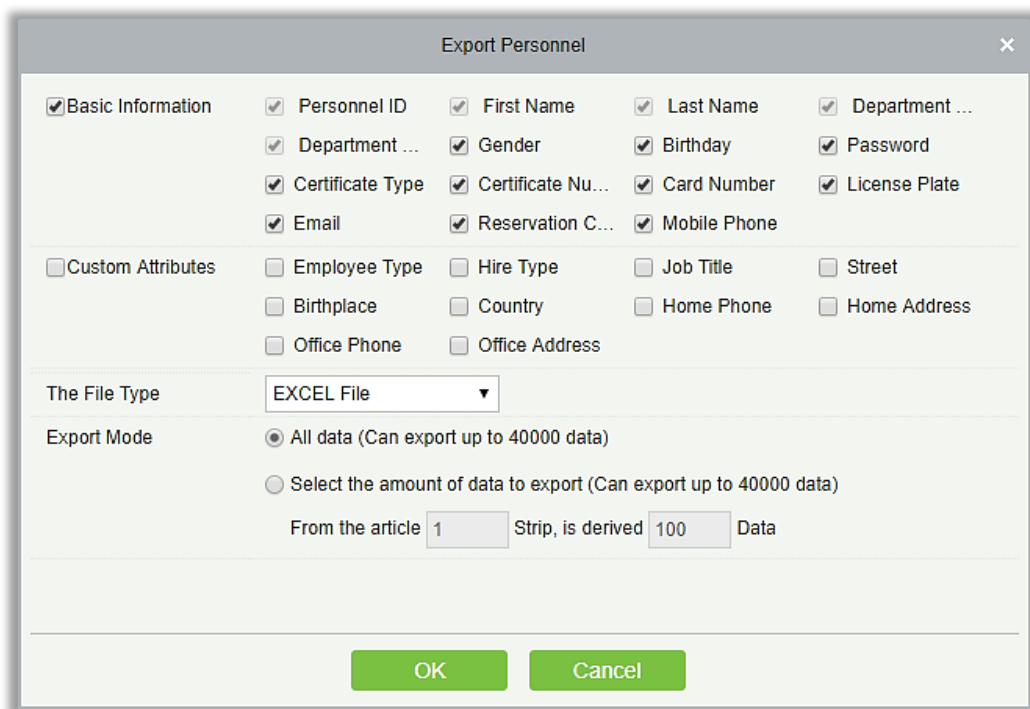 Export Personnel
Basic Information Personnel ID First Name Last Name Department ...
Department ... Gender Birthday Password
Certificate Type Certificate Nu... Card Number License Plate
Email Reservation C... Mobile Phone
Custom Attributes Employee Type Hire Type Job Title Street
Birthplace Country Home Phone Home Address
Office Phone Office Address
The File Type EXCEL File
Export Mode All data (Can export up to 40000 data)
Select the amount of data to export (Can export up to 40000 data)
From the article 1 Strip, is derived 100 Data
OK Cancel